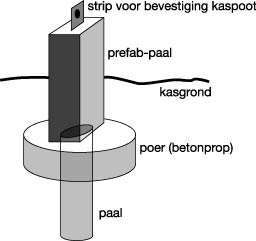 strip voor bevestiging kaspoot
prefab-paal
kasgrond
poer (betonprop)
paal